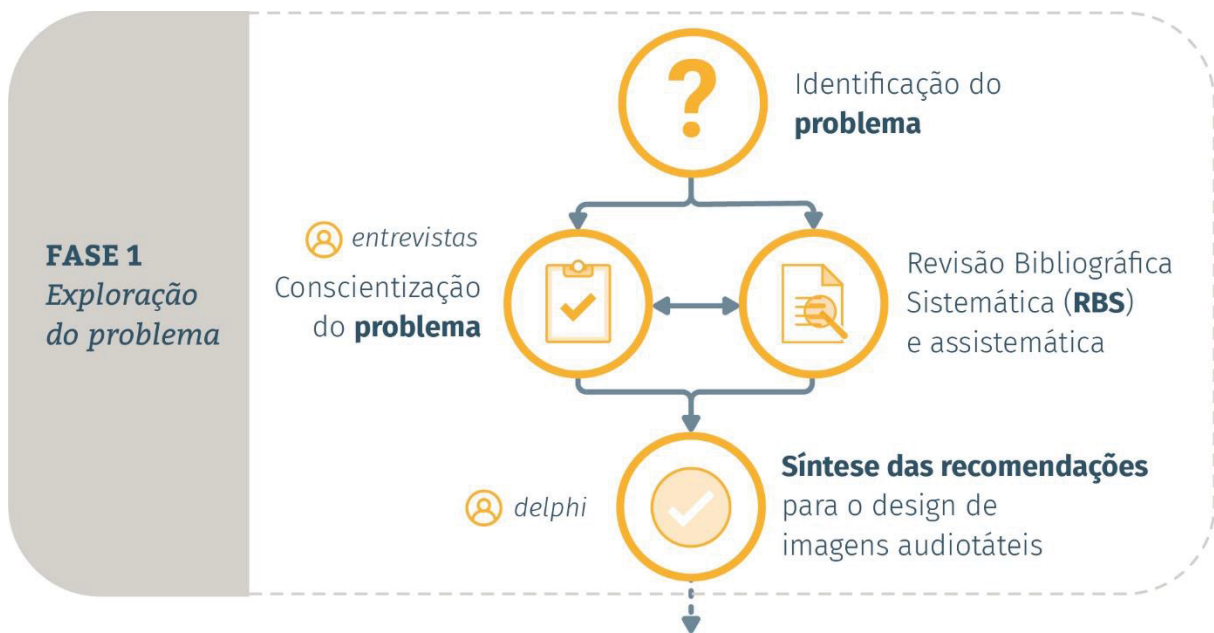 FASE 1
Exploração
do problema
?
Identificação do
problema
entrevistas
Conscientização
do problema
Revisão Bibliográfica
Sistemática (RBS)
e assistemática
delphi
Síntese das recomendações
para o design de
imagens audiotáteis